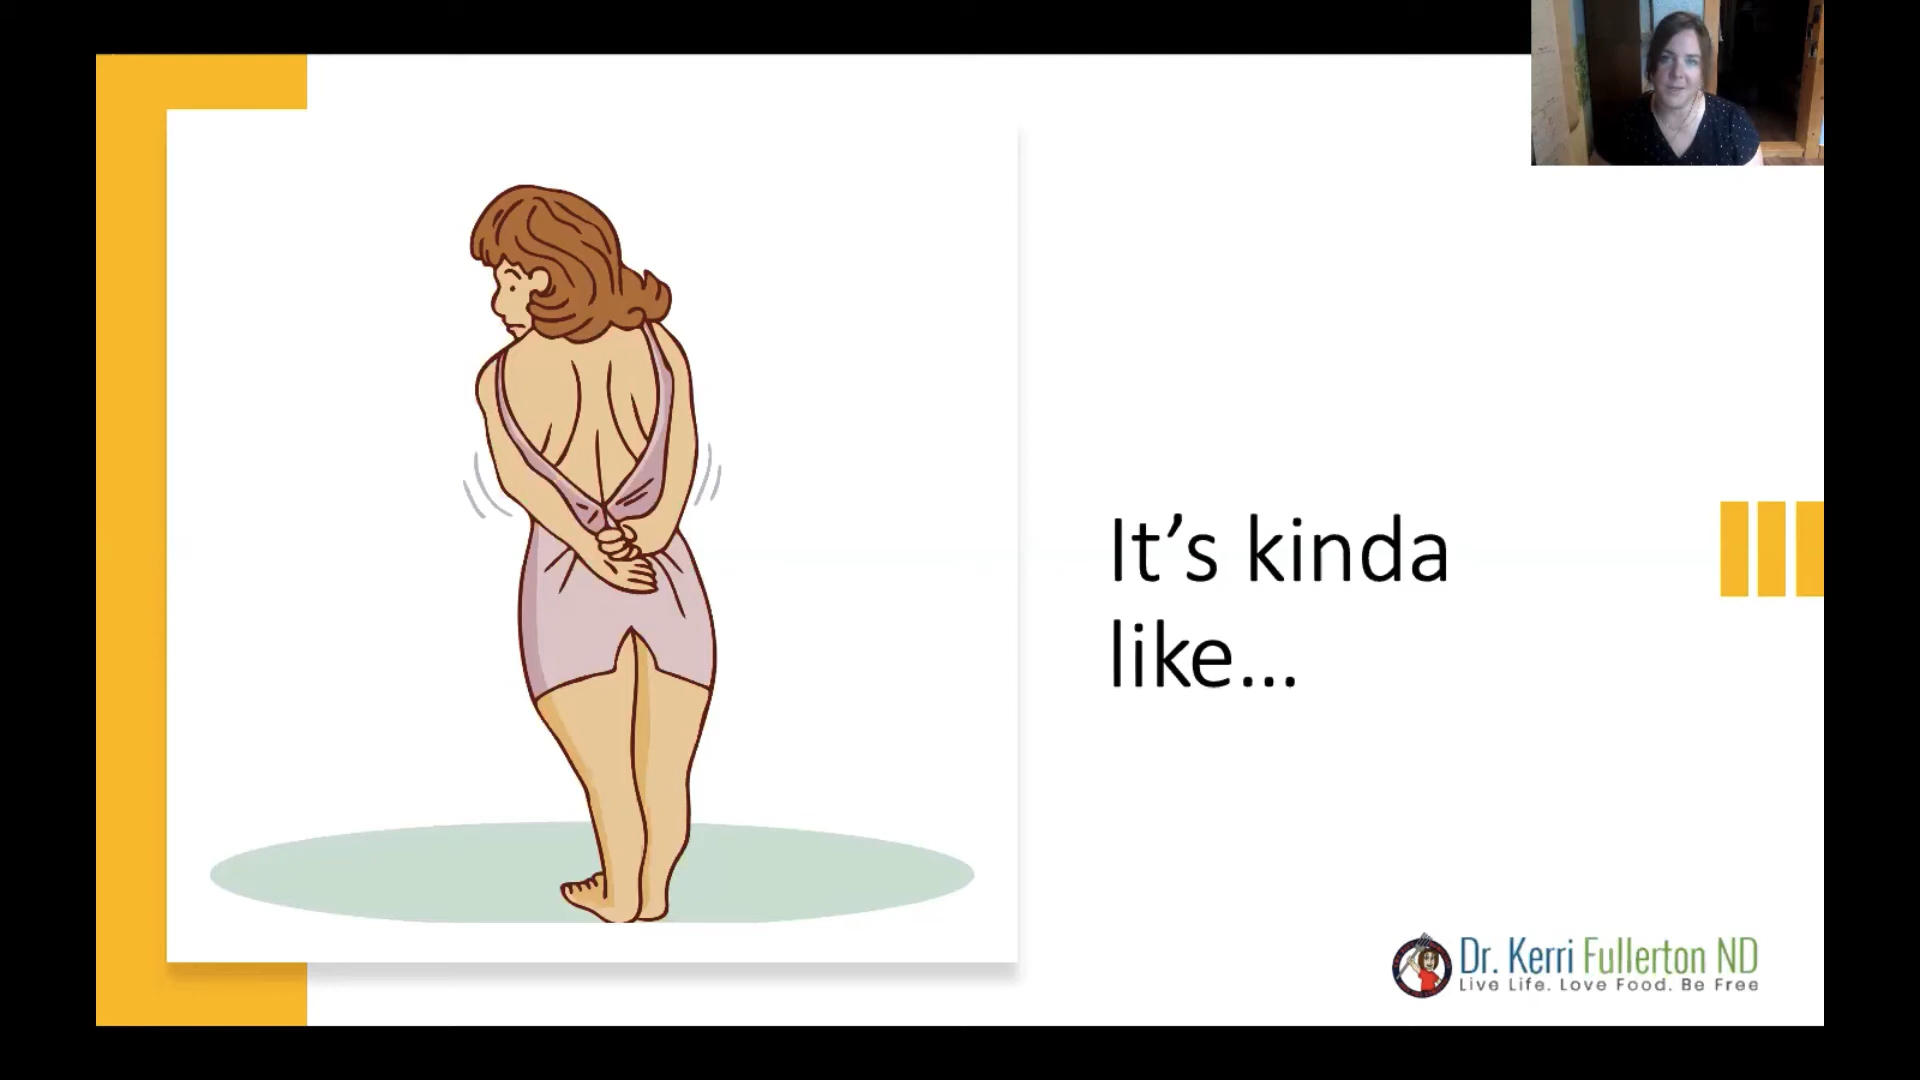 It's kinda
like...
Dr. Kerri Fullerton ND
Live Life. Love Food. Be Free